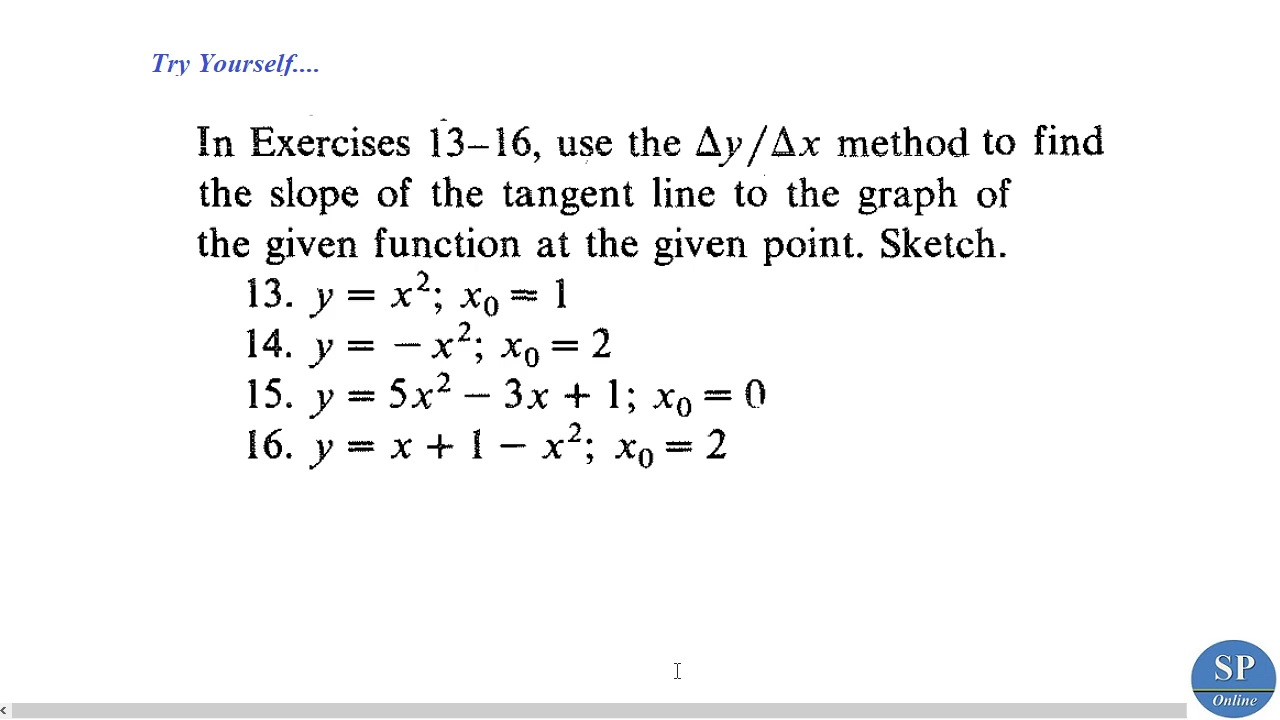 Try Yourself....
In Exercises 13–16, use the Δy/Δx method to find
the slope of the tangent line to the graph of
the given function at the given point. Sketch.
13. y = x²; x₀ = 1
14. y = − x²; x₀ = 2
15. y = 5x² − 3x + 1; x₀ = 0
16. y = x + 1 − x²; x₀ = 2
SP
Online